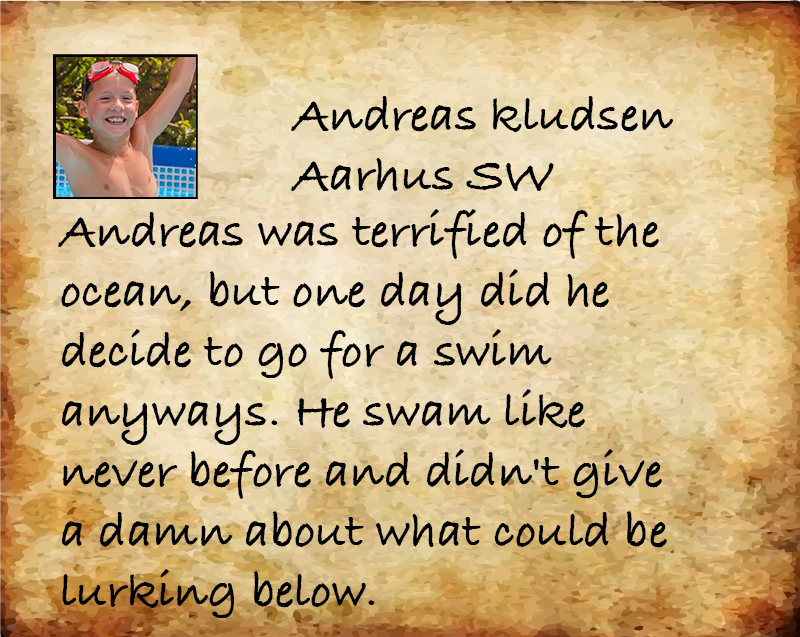 Andreas kludsen
Aarhus SW
Andreas was terrified of the
ocean, but one day did he
decide to go for a swim
anyways. He swam like
never before and didn't give
a damn about what could be
lurking below.